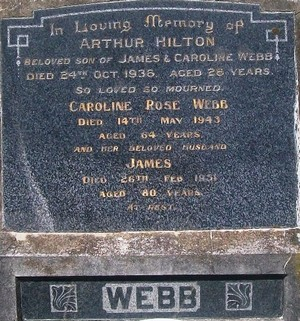 In Loving Memory of
ARTHUR HILTON
BELOVED SON OF JAMES & CAROLINE WEBB
DIED 24TH OCT. 1936. AGED 26 YEARS.
SO LOVED SO MOURNED.
CAROLINE ROSE WEBB
DIED 14TH MAY 1943
AGED 64 YEARS.
AND HER BELOVED HUSBAND
JAMES
DIED 26TH FEB 1951
AGED 80 YEARS.
AT REST.
WEBB